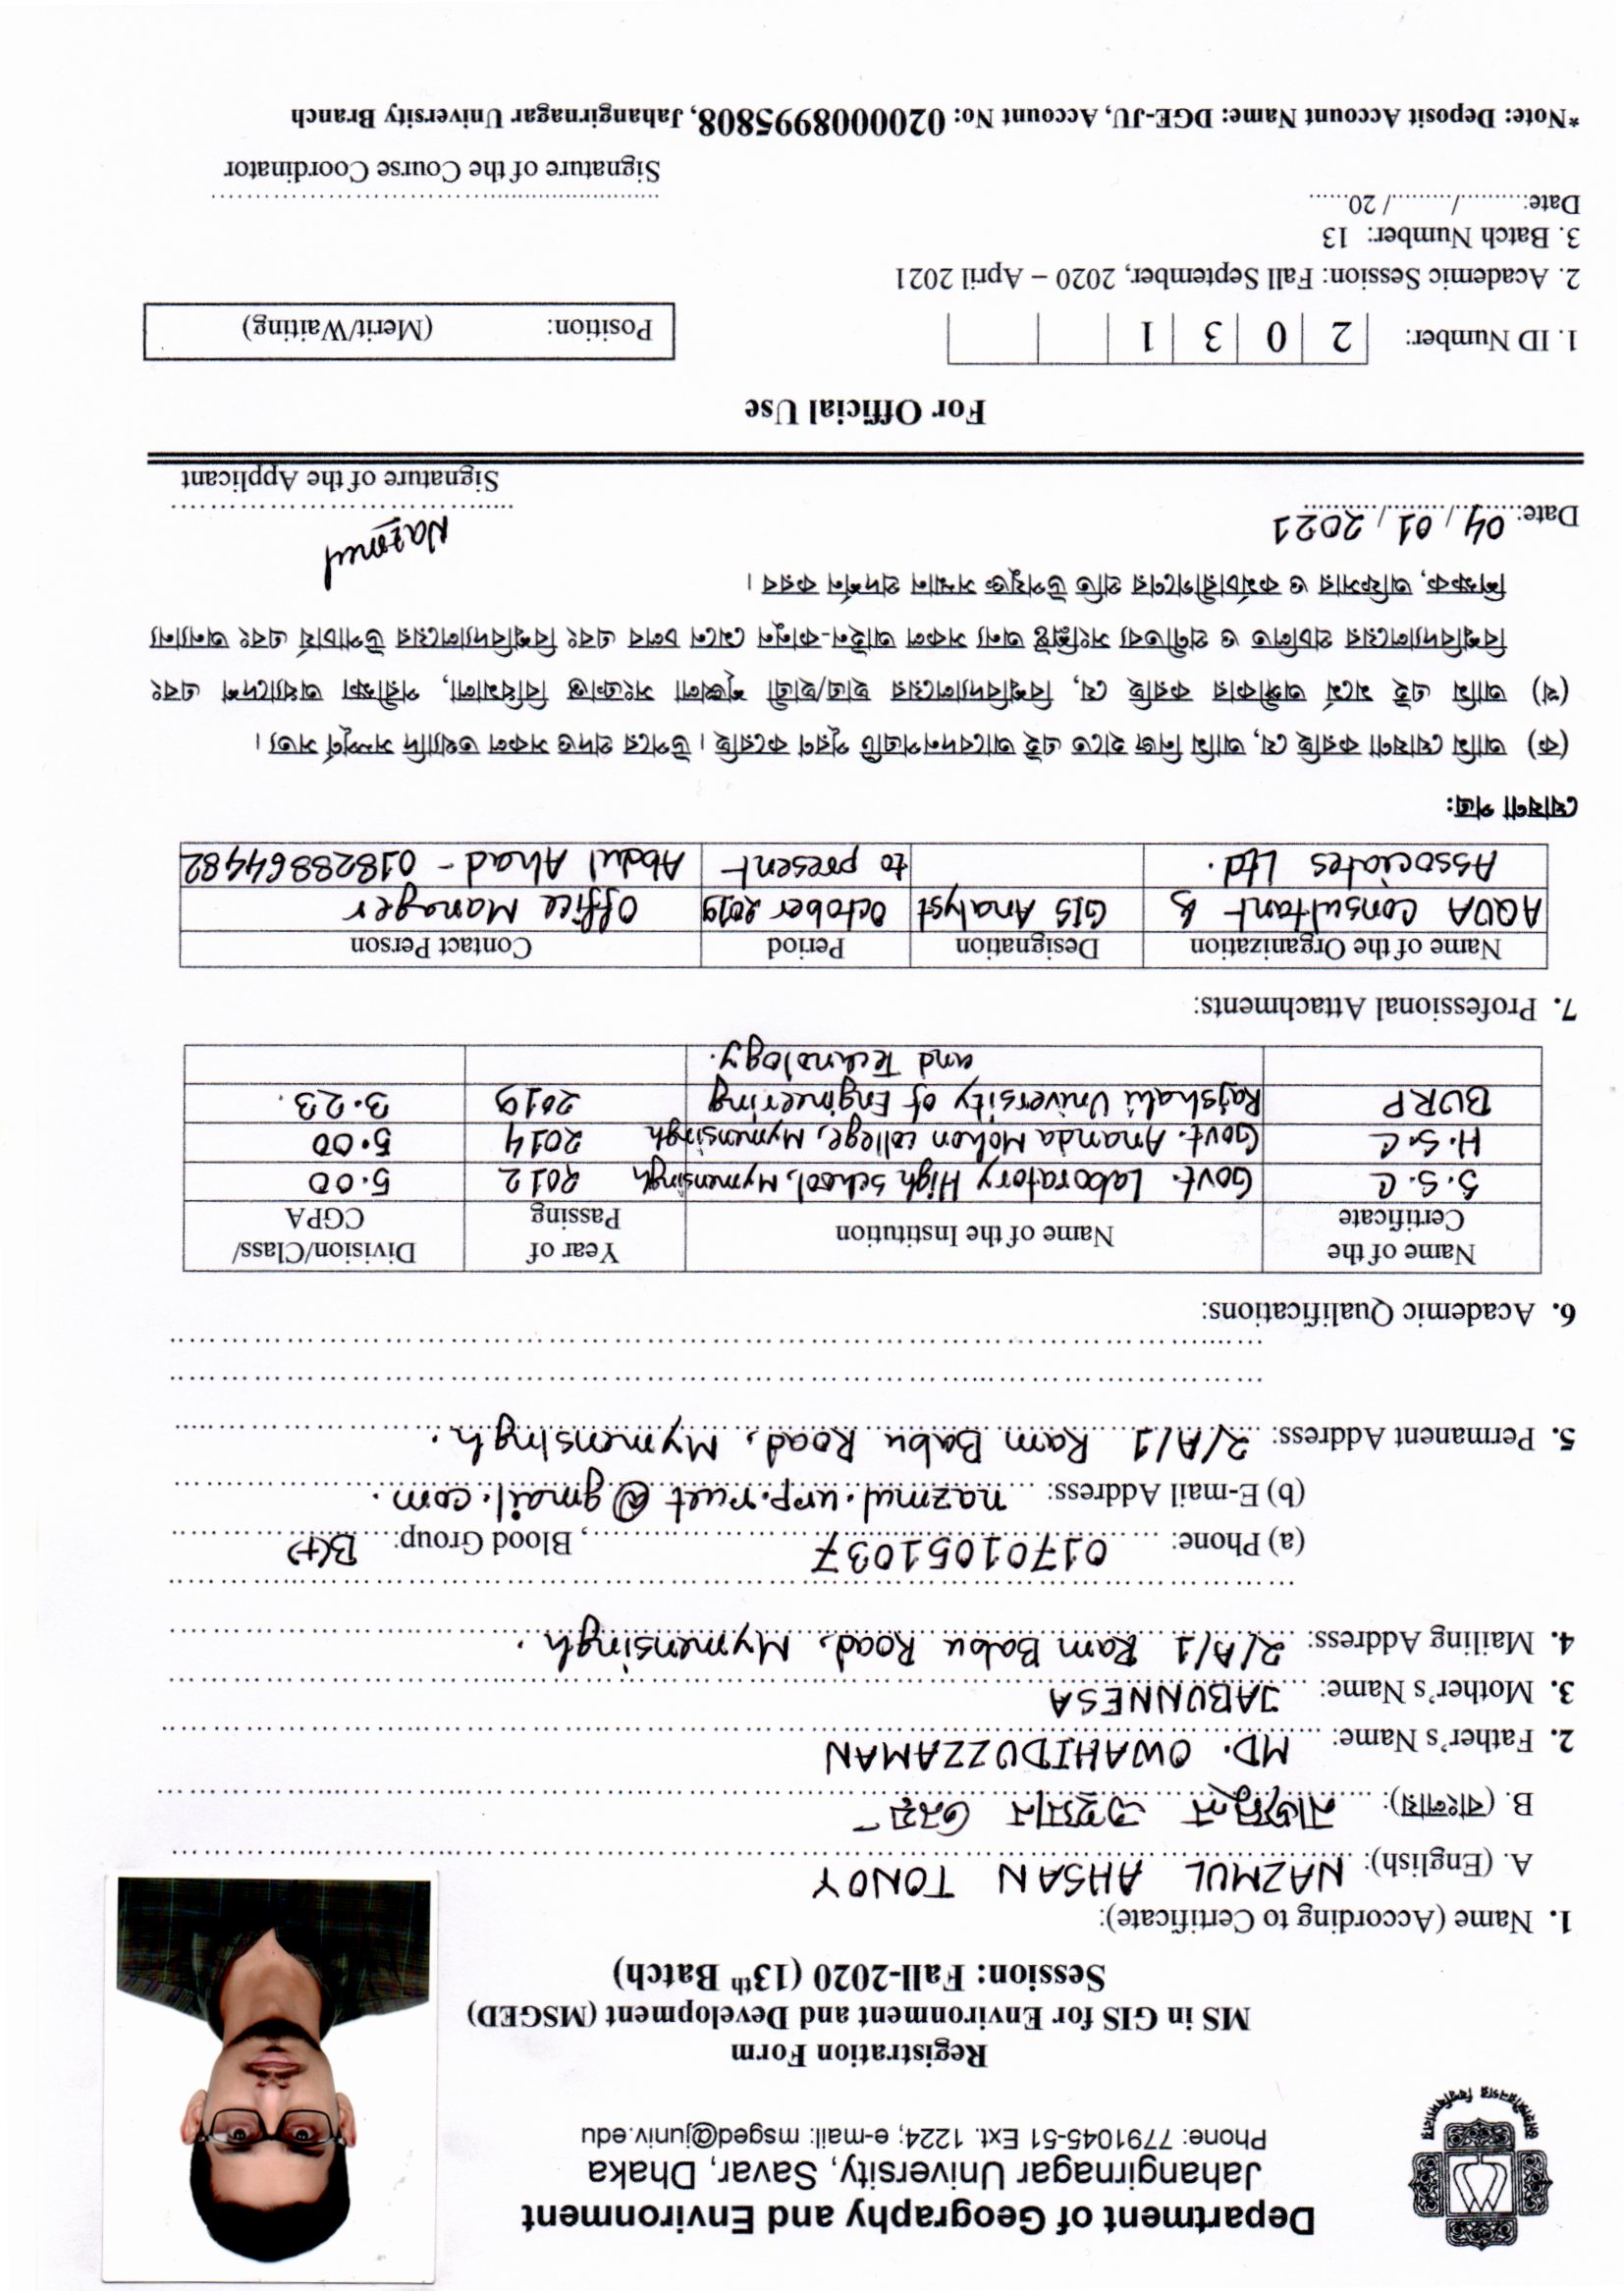 Department of Geography and Environment
Jahangirnagar University, Savar, Dhaka
Phone: 7791045-51 Ext. 1224; e-mail: msged@juniv.edu
জাহাঙ্গীরনগর বিশ্ববিদ্যালয়
Registration Form
MS in GIS for Environment and Development (MSGED)
Session: Fall-2020 (13th Batch)
1. Name (According to Certificate):
A. (English): NAZMUL AHSAN TONOY
B. (বাংলায়): নাজমুল এহসান তনয়
2. Father's Name: MD. OWAHIDUZZAMAN
3. Mother's Name: JABUNNESA
4. Mailing Address: 2/A/1 Ram Babu Road, Mymensingh.
(a) Phone: 01701051037, Blood Group: B(+)
(b) E-mail Address: nazmul.urp.ruet@gmail.com.
5. Permanent Address: 2/A/1 Ram Babu Road, Mymensingh.
6. Academic Qualifications:
Name of the Certificate Name of the Institution Year of Passing Division/Class/CGPA
S.S.C Govt. Laboratory High School, Mymensingh 2012 5.00
H.S.C Govt. Ananda Mohon college, Mymensingh 2014 5.00
BURP Rajshahi University of Engineering 2019 3.23.
and Technology.
7. Professional Attachments:
Name of the Organization Designation Period Contact Person
AQUA Consultant & GIS Analyst October 2019 Office Manager
Associates Ltd. to present Abdul Ahad - 01828864482
ঘোষণা পত্র:
(ক) আমি ঘোষণা করছি যে, আমি নিজ হাতে এই আবেদনপত্রটি পূরণ করেছি। উপরে প্রদত্ত সকল তথ্যাদি সম্পূর্ণ সত্য।
(খ) আমি এই মর্মে অঙ্গীকার করছি যে, বিশ্ববিদ্যালয়ের ছাত্র/ছাত্রী শৃঙ্খলা সংক্রান্ত বিধিমালা, পরীক্ষা অধ্যাদেশ এবং
বিশ্ববিদ্যালয়ের প্রচলিত ও প্রণীতব্য সংশ্লিষ্ট অন্য সকল আইন-কানুন মেনে চলব এবং বিশ্ববিদ্যালয়ের উপাচার্য এবং অন্যান্য
শিক্ষক, অফিসার ও কর্মচারীগণের প্রতি উপযুক্ত সম্মান প্রদর্শন করব।
Nazmul
Date: 04/01/2021
Signature of the Applicant
For Official Use
1. ID Number: 2 0 3 1
Position: (Merit/Waiting)
2. Academic Session: Fall September, 2020 – April 2021
3. Batch Number: 13
Date:........./........./ 20......
Signature of the Course Coordinator
*Note: Deposit Account Name: DGE-JU, Account No: 0200008995808, Jahangirnagar University Branch